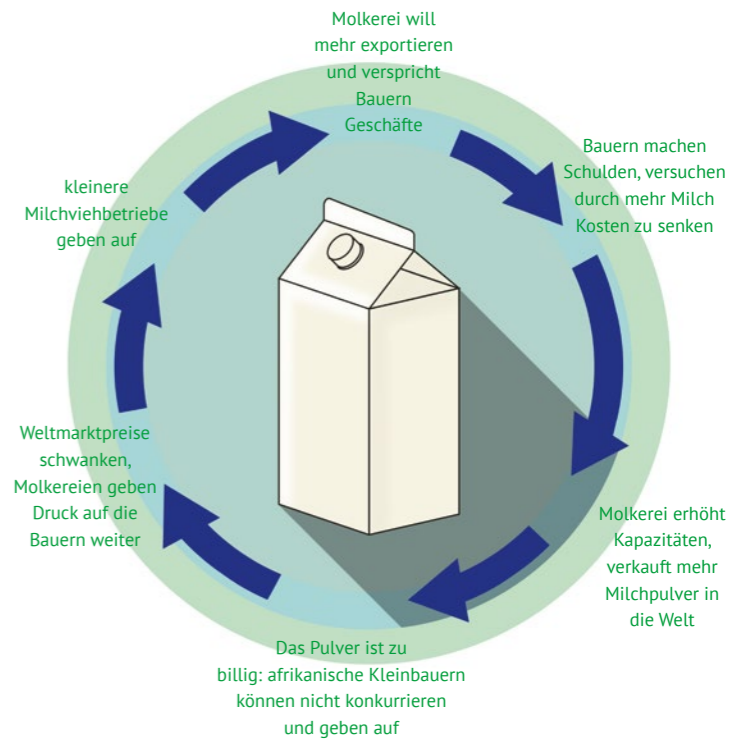 Molkerei will
mehr exportieren
und verspricht
Bauern
Geschäfte
Bauern machen
Schulden, versuchen
durch mehr Milch
Kosten zu senken
Molkerei erhöht
Kapazitäten,
verkauft mehr
Milchpulver in
die Welt
Das Pulver ist zu
billig: afrikanische Kleinbauern
können nicht konkurrieren
und geben auf
Weltmarktpreise
schwanken,
Molkereien geben
Druck auf die
Bauern weiter
kleinere
Milchviehbetriebe
geben auf